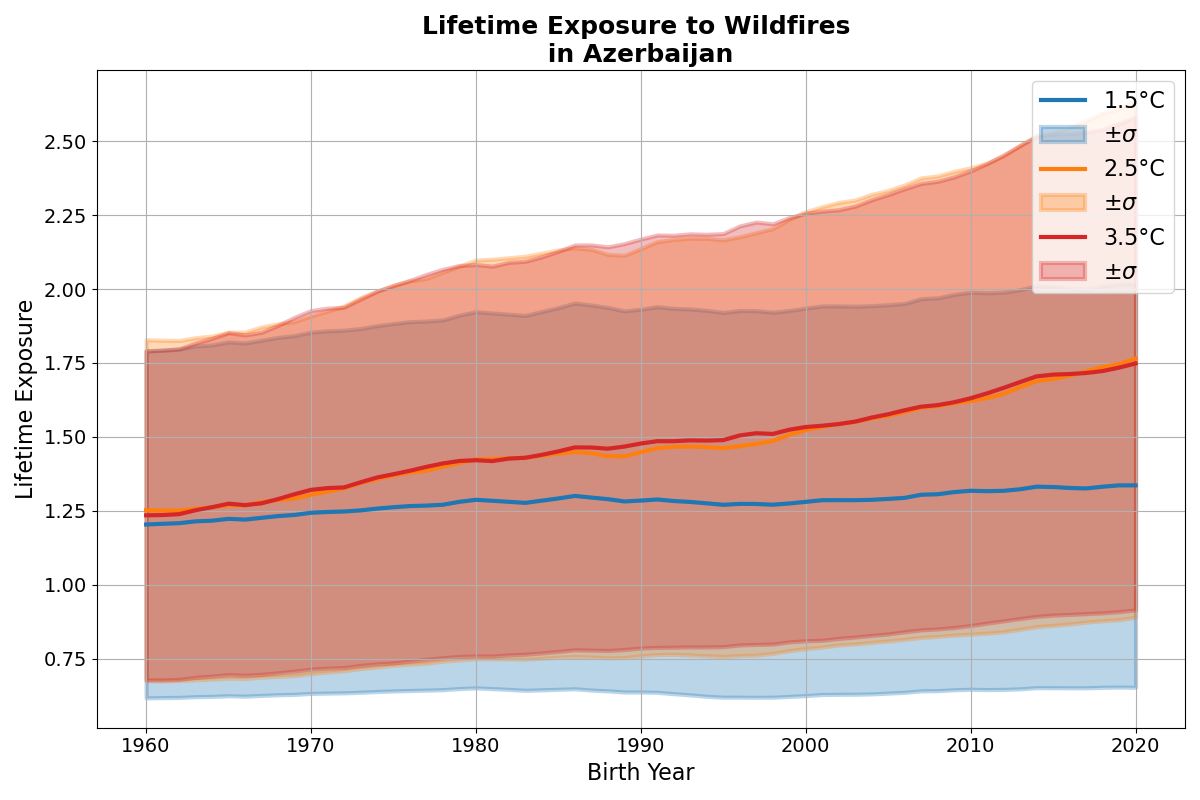 Lifetime Exposure to Wildfires
in Azerbaijan
Lifetime Exposure
2.50
2.25
2.00
1.75
1.50
1.25
1.00
0.75
1960
1970
1980
1990
2000
2010
2020
Birth Year
1.5°C
±σ
2.5°C
±σ
3.5°C
±σ